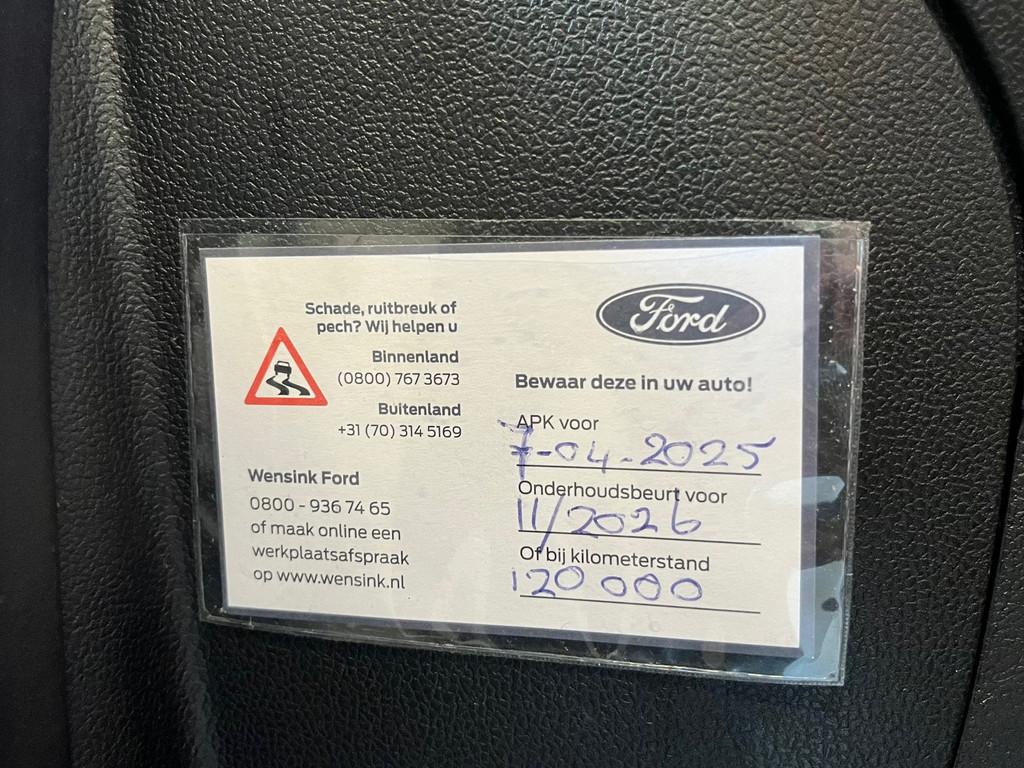 Schade, ruitbreuk of
pech? Wij helpen u
Binnenland
(0800) 767 3673
Buitenland
+31 (70) 314 5169
Wensink Ford
0800 - 936 74 65
of maak online een
werkplaatsafspraak
op www.wensink.nl
Ford
Bewaar deze in uw auto!
APK voor
7-04-2025
Onderhoudsbeurt voor
11/2026
Of bij kilometerstand
120 000